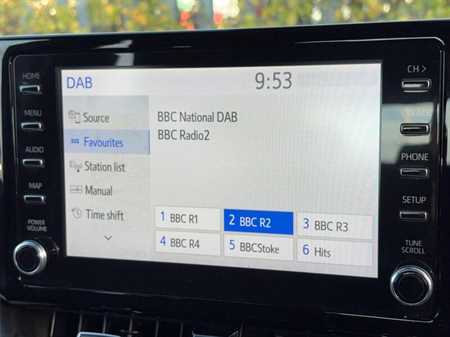 DAB
9:53
Source
Favourites
Station list
Manual
Time shift
BBC National DAB
BBC Radio2
1 BBC R1
2 BBC R2
3 BBC R3
4 BBC R4
5 BBCStoke
6 Hits
HOME
MENU
AUDIO
MAP
POWER
VOLUME
CH >
PHONE
SETUP
TUNE
SCROLL